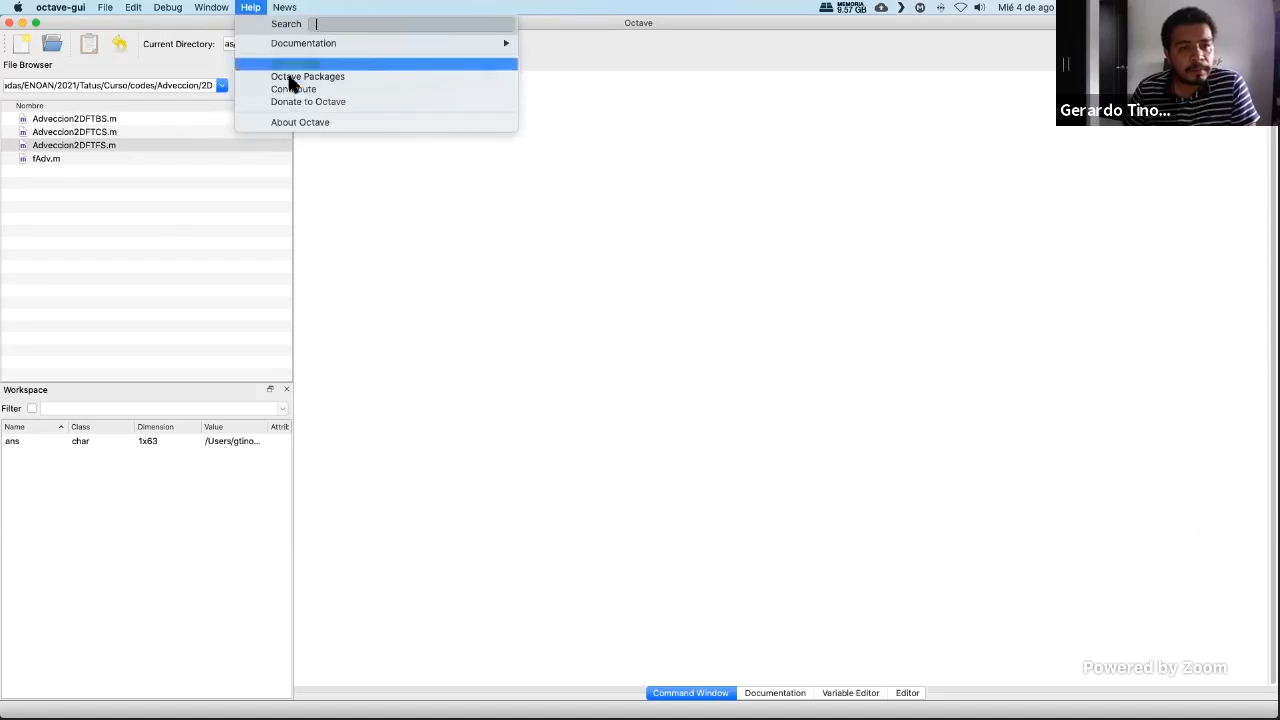 octave-gui File Edit Debug Window Help News
MEMORIA
9.57 GB
Mié 4 de ago
Octave
Search
Current Directory:
Documentation
File Browser
Octave Packages
adas/ENOAN/2021/Tatus/Curso/codes/Adveccion/2D
Donate to Octave
Nombre
About Octave
Adveccion2DFTBS.m
Adveccion2DFTCS.m
Adveccion2DFTFS.m
fAdv.m
Gerardo Tino...
Workspace
Filter
Name Class Dimension Value
ans char 1x63 /Users/gtino...
Powered by Zoom
Command Window Documentation Variable Editor Editor